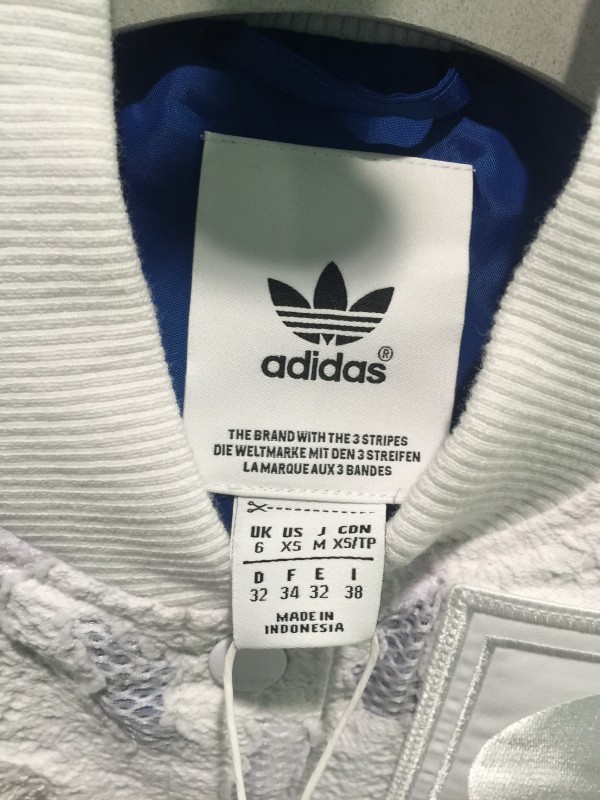 adidas®
THE BRAND WITH THE 3 STRIPES
DIE WELTMARKE MIT DEN 3 STREIFEN
LA MARQUE AUX 3 BANDES
UK US J CDN
6 XS M XS/TP
D F E I
32 34 32 38
MADE IN
INDONESIA